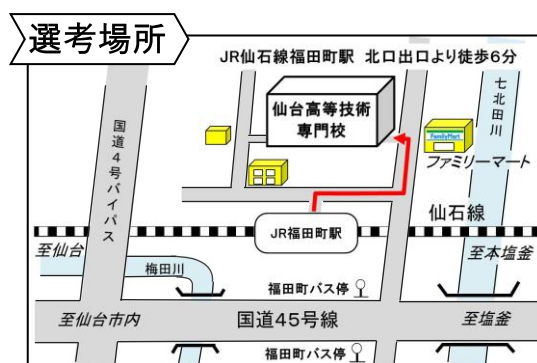 選考場所
JR仙石線福田町駅 北口出口より徒歩6分
仙台高等技術
専門校
七北田川
国道4号バイパス
FamilyMart
ファミリーマート
仙石線
JR福田町駅
至仙台
至本塩釜
梅田川
福田町バス停
至仙台市内
国道45号線
至塩釜
福田町バス停